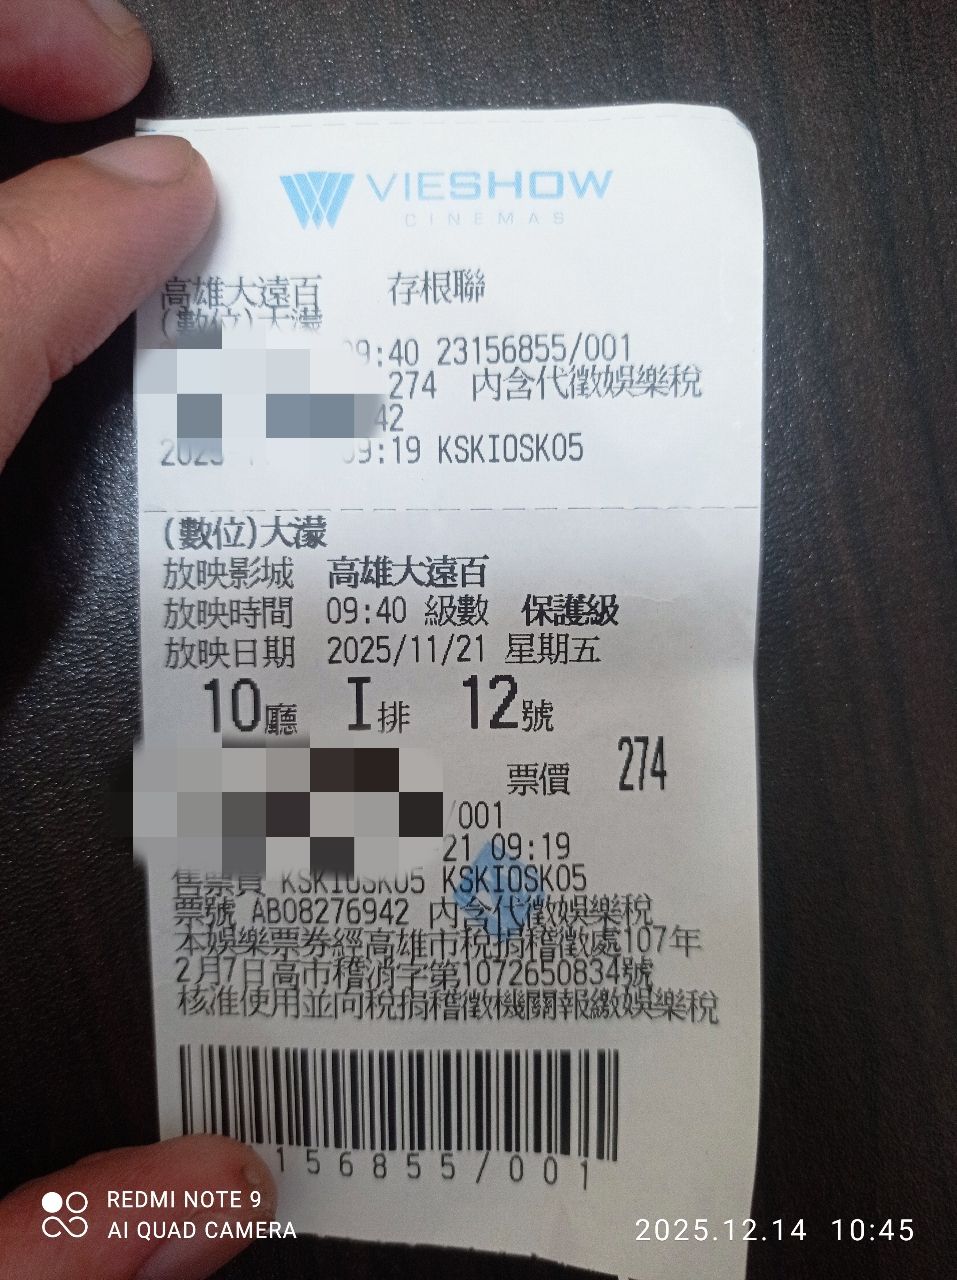 VIESHOW
CINEMAS
高雄大遠百 存根聯
(數位)大濛
09:40 23156855/001
274 內含代徵娛樂稅
42
2025 09:19 KSKIOSK05
(數位)大濛
放映影城 高雄大遠百
放映時間 09:40 級數 保護級
放映日期 2025/11/21 星期五
10廳 I排 12號
票價 274
/001
21 09:19
售票員 KSKIOSK05 KSKIOSK05
票號 AB08276942 內含代徵娛樂稅
本娛樂票券經高雄市稅捐稽徵處107年
2月7日高市稽消字第1072650834號
核准使用並向稅捐稽徵機關報繳娛樂稅
156855/001
REDMI NOTE 9
AI QUAD CAMERA
2025.12.14 10:45